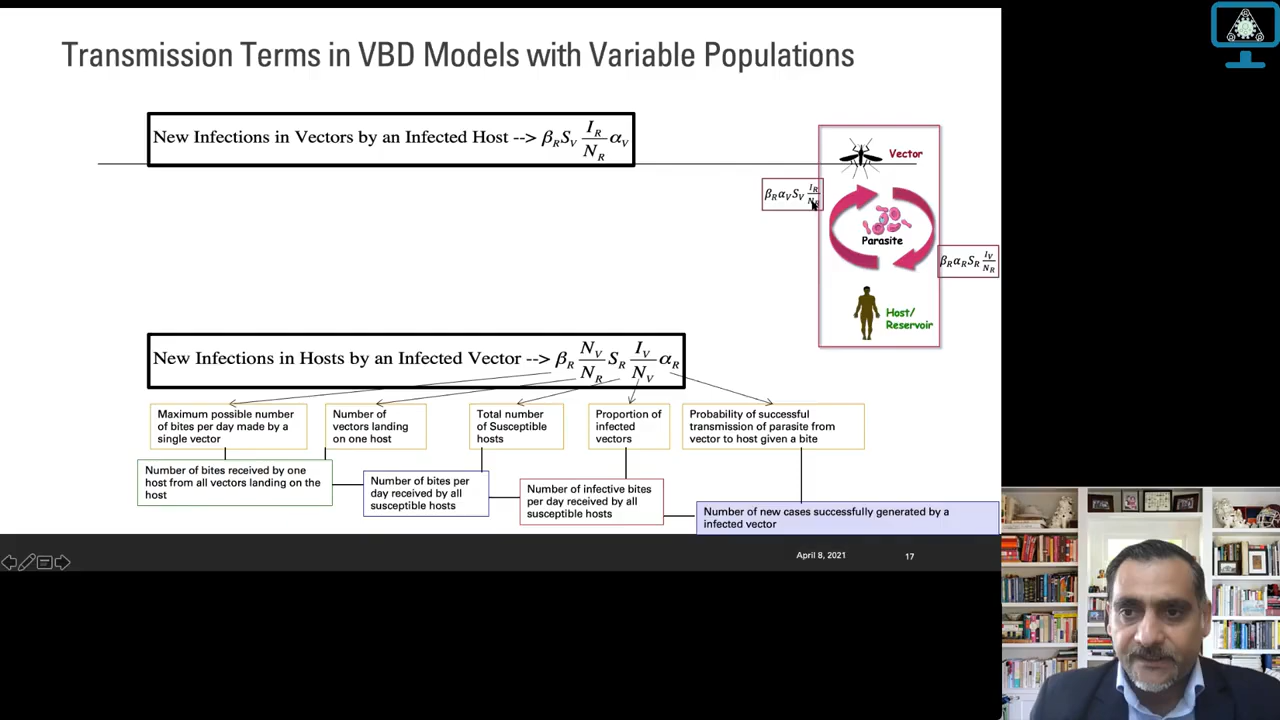 Transmission Terms in VBD Models with Variable Populations
New Infections in Vectors by an Infected Host --> β_R S_V I_R/N_R α_V
Vector
β_R α_V S_V I_R/N_R
Parasite
β_R α_R S_R I_V/N_R
Host/
Reservoir
New Infections in Hosts by an Infected Vector --> β_R N_V/N_R S_R I_V/N_V α_R
Maximum possible number
of bites per day made by a
single vector
Number of
vectors landing
on one host
Total number
of Susceptible
hosts
Proportion of
infected
vectors
Probability of successful
transmission of parasite from
vector to host given a bite
Number of bites received by one
host from all vectors landing on the
host
Number of bites per
day received by all
susceptible hosts
Number of infective bites
per day received by all
susceptible hosts
Number of new cases successfully generated by a
infected vector
April 8, 2021
17